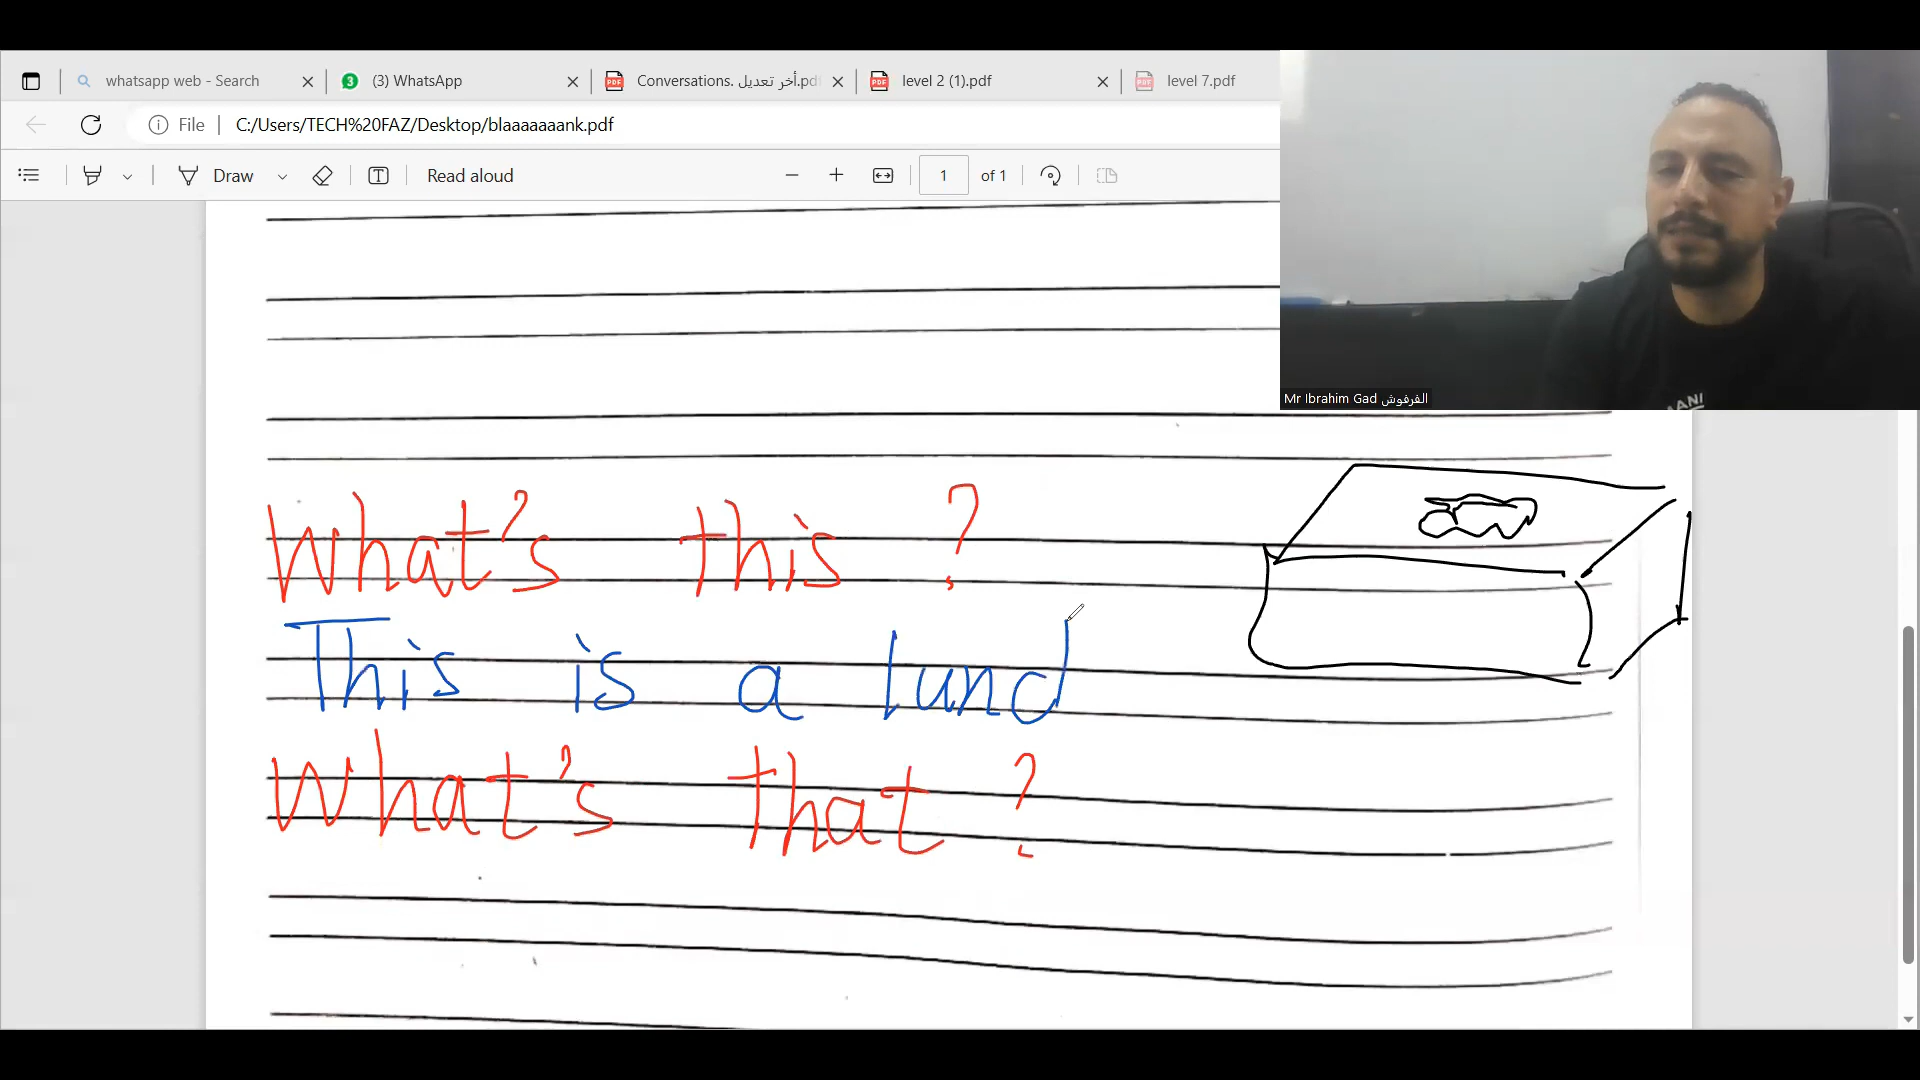 whatsapp web - Search
(3) WhatsApp
Conversations. أخر تعديل.pdf
level 2 (1).pdf
level 7.pdf
File
C:/Users/TECH%20FAZ/Desktop/blaaaaaaank.pdf
Draw
Read aloud
1 of 1
Mr Ibrahim Gad الفرفوش
What's this ?
This is a lund
What's that ?